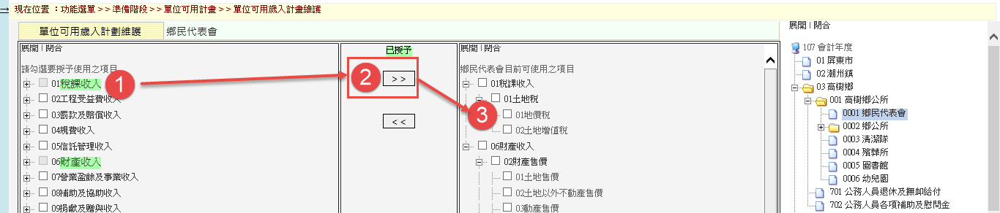 現在位置 ：功能選單＞＞準備階段＞＞單位可用計畫＞＞單位可用歲入計畫維護
單位可用歲入計劃維護
鄉民代表會
展開 | 閉合
請勾選要授予使用之項目
01稅課收入
02工程受益費收入
03罰款及賠償收入
04規費收入
05信託管理收入
06財產收入
07營業盈餘及事業收入
08補助及協助收入
09捐獻及贈與收入
1
已授予
2
>>
<<
展開 | 閉合
鄉民代表會目前可使用之項目
01稅課收入
01土地稅
3
01地價稅
02土地增值稅
06財產收入
02財產售價
01土地售價
02土地以外不動產售價
03動產售價
展開 | 閉合
107 會計年度
01 屏東市
02 潮州鎮
03 高樹鄉
001 高樹鄉公所
0001 鄉民代表會
0002 鄉公所
0003 清潔隊
0004 殯葬所
0005 圖書館
0006 幼兒園
701 公務人員退休及撫卹給付
702 公務人員各項補助及慰問金